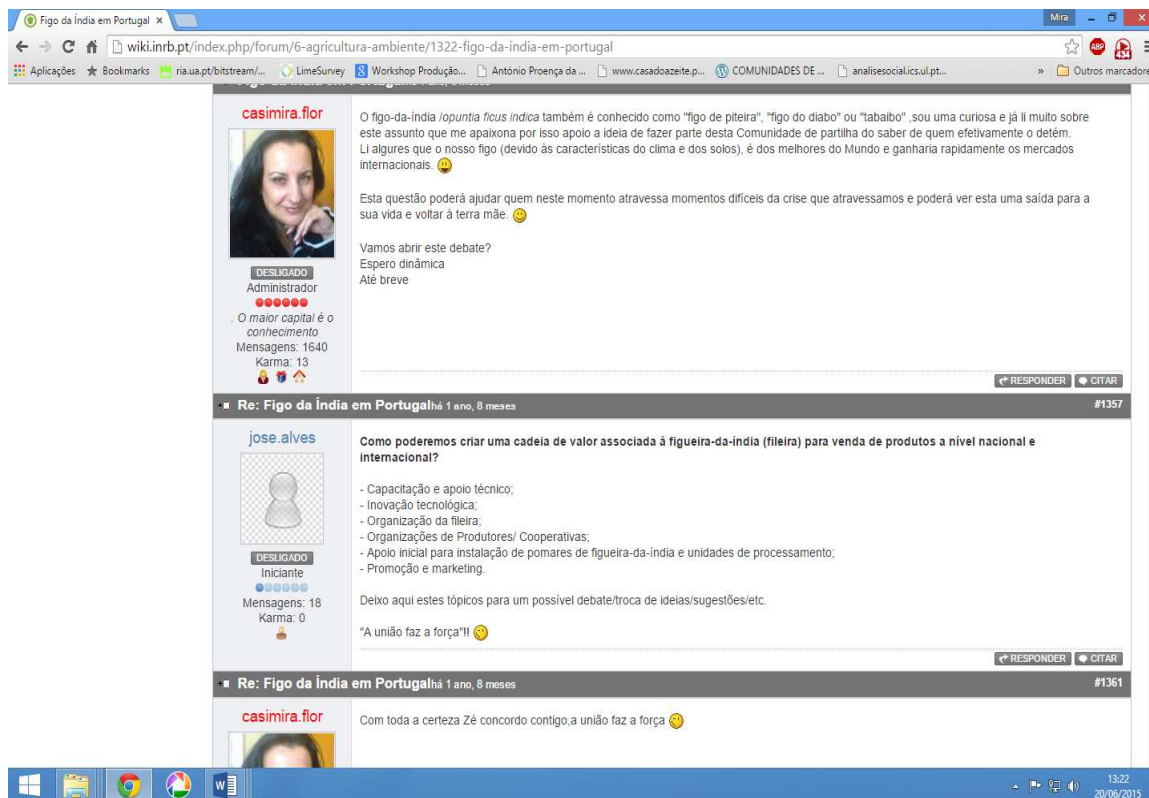 Figo da Índia em Portugal ×
Mira
wiki.inrb.pt/index.php/forum/6-agricultura-ambiente/1322-figo-da-india-em-portugal
ABP
434
Aplicações
Bookmarks
ria.ua.pt/bitstream/...
LimeSurvey
Workshop Produção...
António Proença da ...
www.casadoazeite.p...
COMUNIDADES DE ...
analisesocial.ics.ul.pt...
»
Outros marcadore
casimira.flor
DESLIGADO
Administrador
. O maior capital é o
conhecimento
Mensagens: 1640
Karma: 13
O figo-da-índia /opuntia ficus indica também é conhecido como "figo de piteira", "figo do diabo" ou "tabaibo" ,sou uma curiosa e já li muito sobre
este assunto que me apaixona por isso apoio a ideia de fazer parte desta Comunidade de partilha do saber de quem efetivamente o detém.
Li algures que o nosso figo (devido às características do clima e dos solos), é dos melhores do Mundo e ganharia rapidamente os mercados
internacionais.
Esta questão poderá ajudar quem neste momento atravessa momentos difíceis da crise que atravessamos e poderá ver esta uma saída para a
sua vida e voltar à terra mãe.
Vamos abrir este debate?
Espero dinâmica
Até breve
RESPONDER
CITAR
Re: Figo da Índia em Portugal há 1 ano, 8 meses
#1357
jose.alves
DESLIGADO
Iniciante
Mensagens: 18
Karma: 0
Como poderemos criar uma cadeia de valor associada à figueira-da-índia (fileira) para venda de produtos a nível nacional e
internacional?
- Capacitação e apoio técnico;
- Inovação tecnológica;
- Organização da fileira;
- Organizações de Produtores/ Cooperativas;
- Apoio inicial para instalação de pomares de figueira-da-índia e unidades de processamento;
- Promoção e marketing.
Deixo aqui estes tópicos para um possível debate/troca de ideias/sugestões/etc.
"A união faz a força"!!
RESPONDER
CITAR
Re: Figo da Índia em Portugal há 1 ano, 8 meses
#1361
casimira.flor
Com toda a certeza Zé concordo contigo,a união faz a força
13:22
20/06/2015